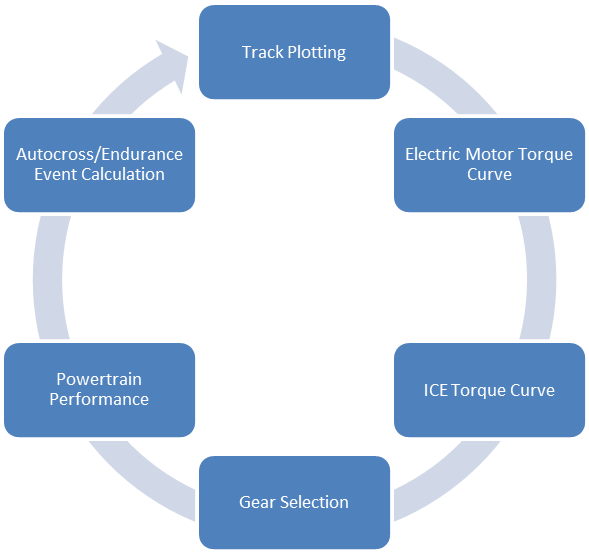 Track Plotting
Electric Motor Torque
Curve
ICE Torque Curve
Gear Selection
Powertrain
Performance
Autocross/Endurance
Event Calculation